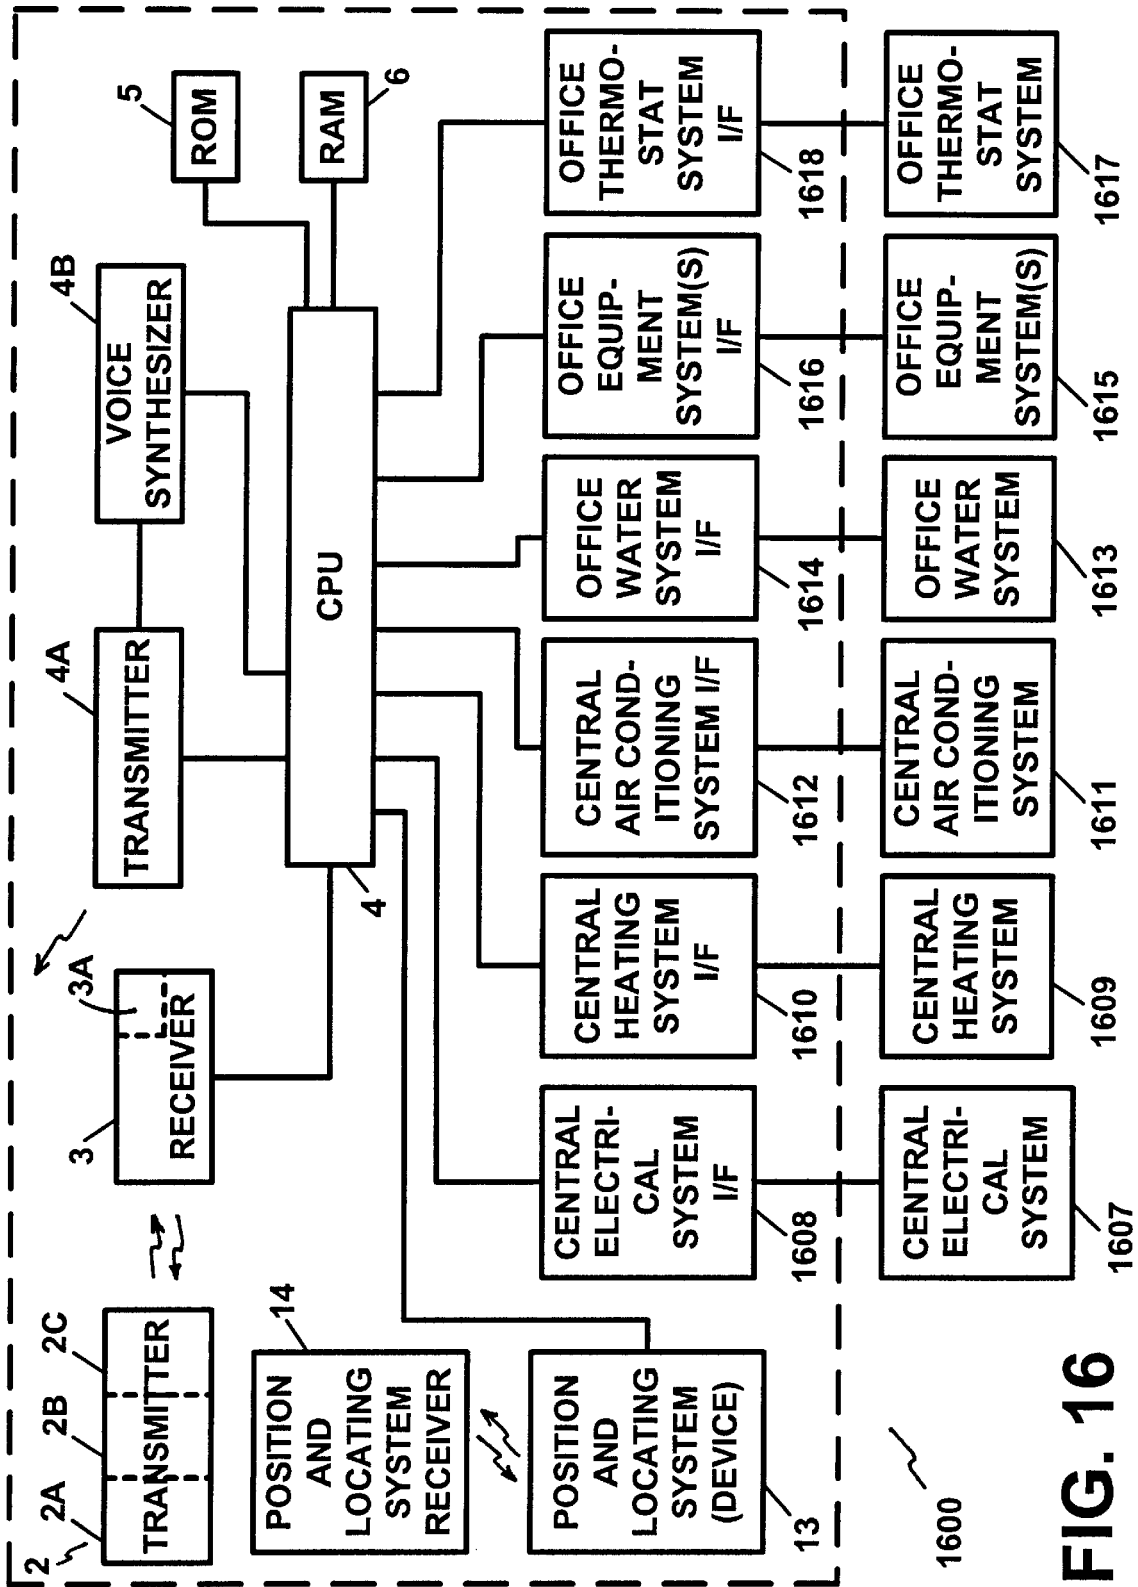 2
2A
2B
2C
TRANSMITTER
3
3A
RECEIVER
4A
TRANSMITTER
4B
VOICE
SYNTHESIZER
5
ROM
6
RAM
14
POSITION
AND
LOCATING
SYSTEM
RECEIVER
CPU
4
POSITION
AND
LOCATING
SYSTEM
(DEVICE)
13
CENTRAL
ELECTRI-
CAL
SYSTEM
I/F
1608
CENTRAL
HEATING
SYSTEM
I/F
1610
CENTRAL
AIR COND-
ITIONING
SYSTEM I/F
1612
OFFICE
WATER
SYSTEM
I/F
1614
OFFICE
EQUIP-
MENT
SYSTEM(S)
I/F
1616
OFFICE
THERMO-
STAT
SYSTEM
I/F
1618
CENTRAL
ELECTRI-
CAL
SYSTEM
1607
CENTRAL
HEATING
SYSTEM
1609
CENTRAL
AIR COND-
ITIONING
SYSTEM
1611
OFFICE
WATER
SYSTEM
1613
OFFICE
EQUIP-
MENT
SYSTEM(S)
1615
OFFICE
THERMO-
STAT
SYSTEM
1617
1600
FIG. 16